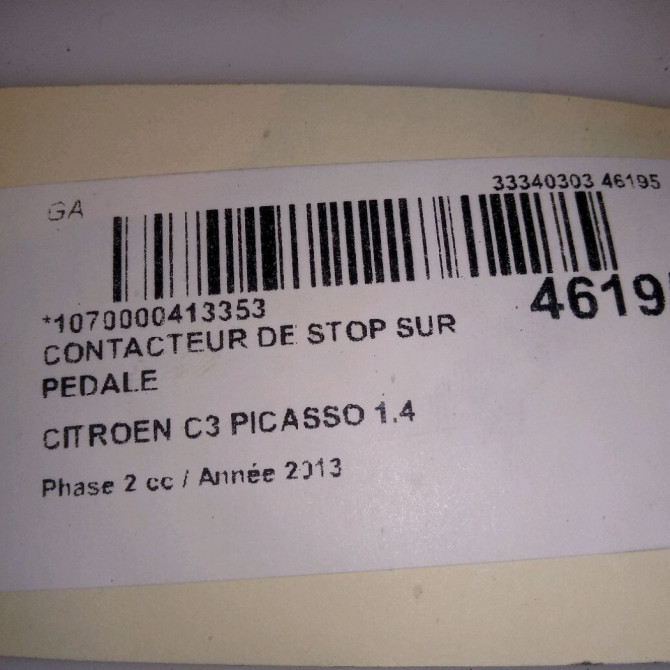 GA
33340303 46195
*1070000413353
4619
CONTACTEUR DE STOP SUR
PEDALE
CITROEN C3 PICASSO 1.4
Phase 2 cc / Année 2013